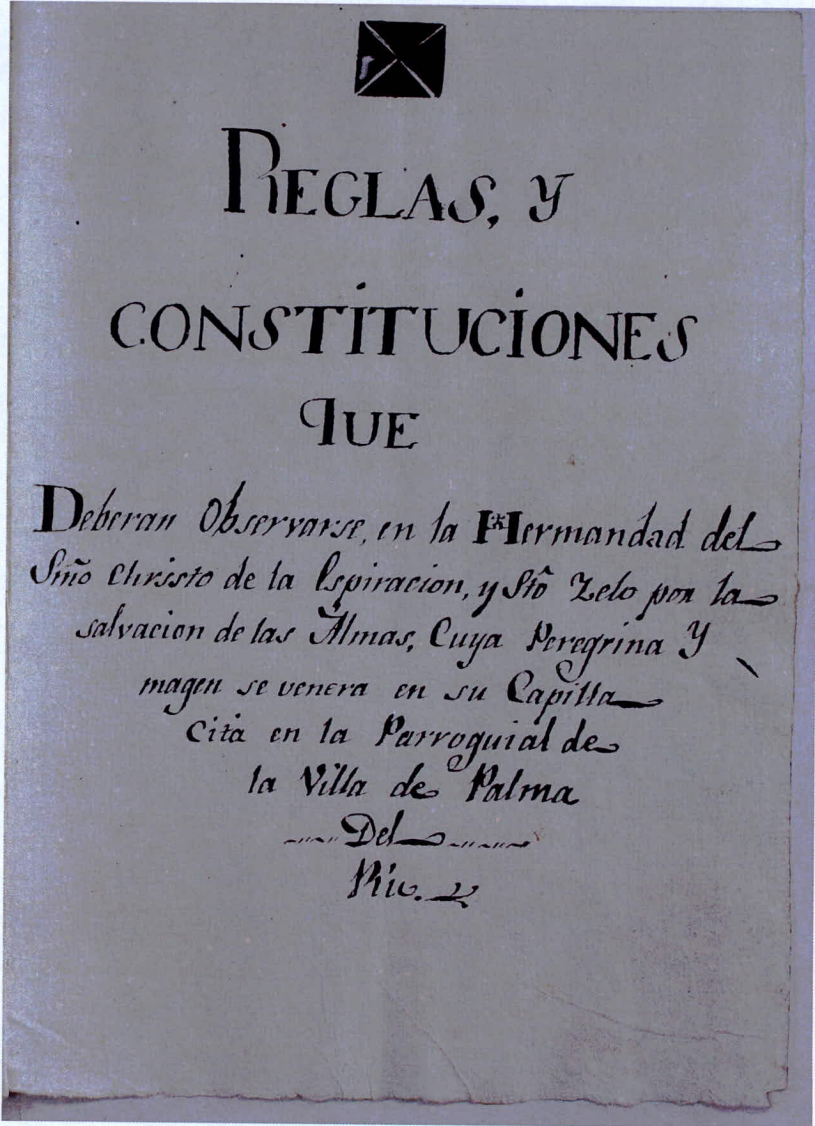 REGLAS, Y
CONSTITUCIONES
QUE
Deberan Observarse, en la Hermandad del
Smõ Christo de la Espiracion, y Stõ Zelo por la
salvacion de las Almas, Cuya Peregrina Y
magen se venera en su Capilla
Cita en la Parroquial de
la Villa de Palma
Del
Rio.